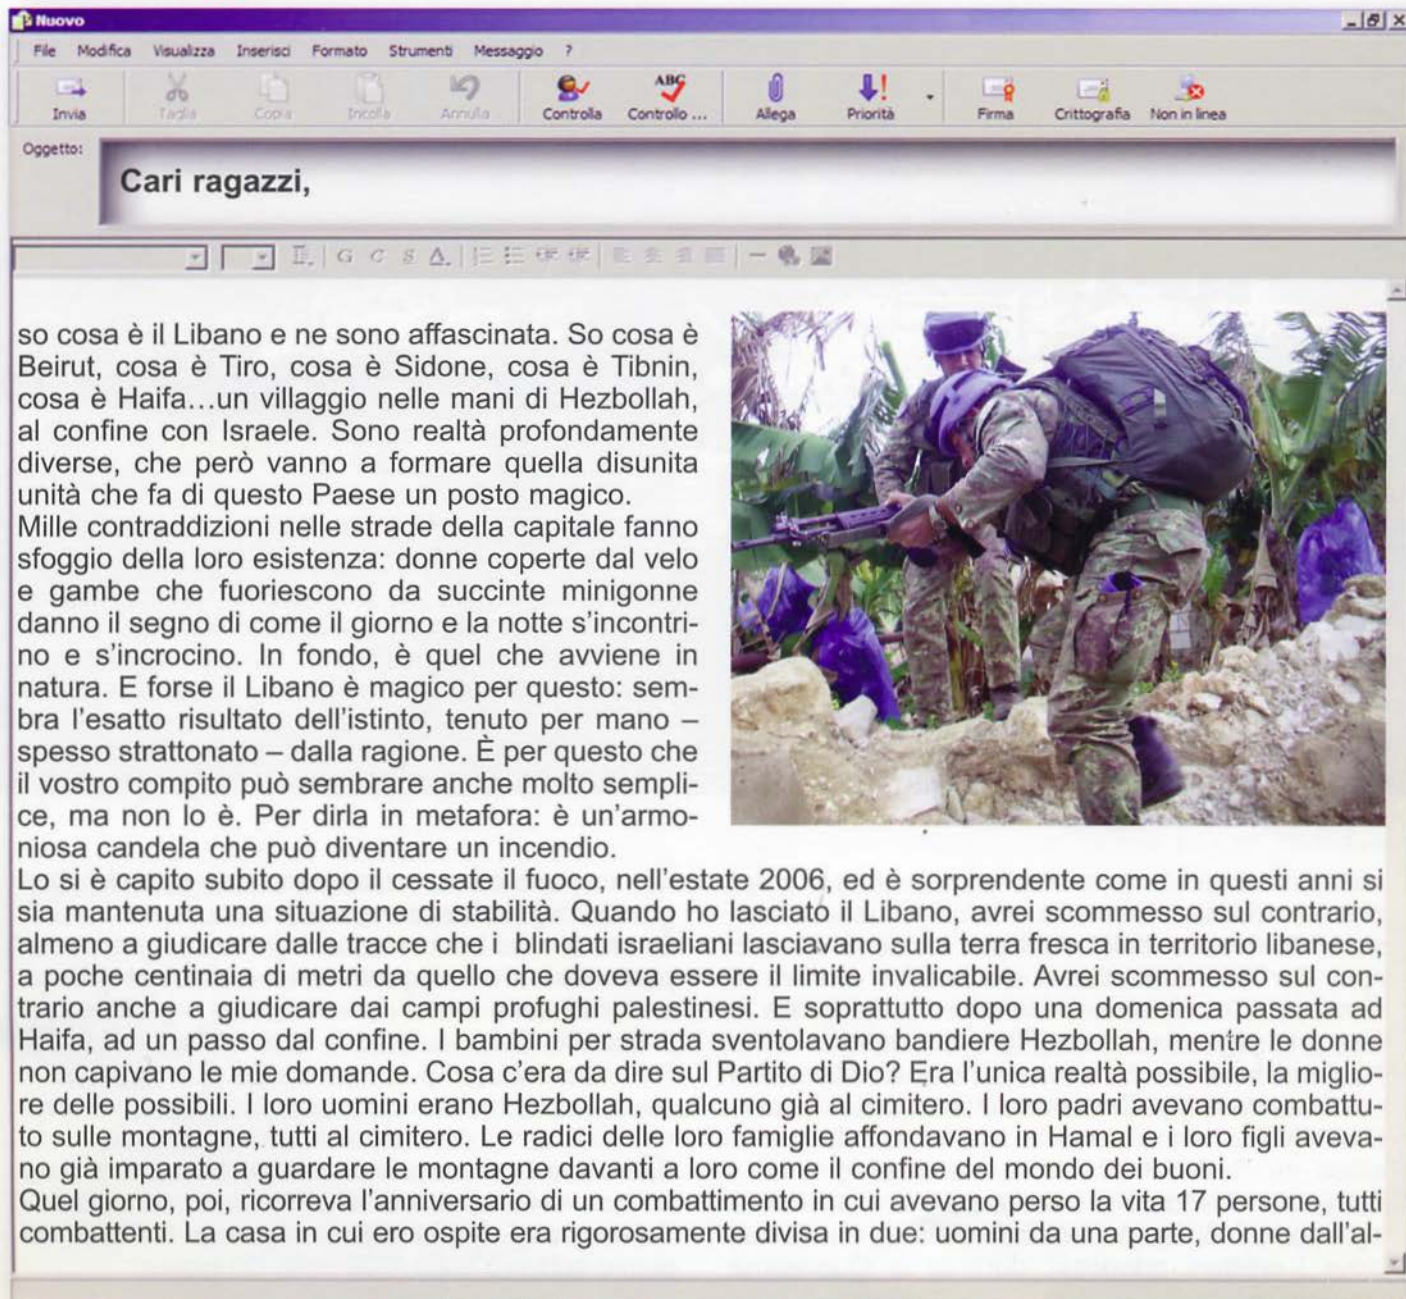 Nuovo
File Modifica Visualizza Inserisci Formato Strumenti Messaggio ?
ABC
Invia Taglia Copia Incolla Annulla Controlla Controllo ... Allega Priorità Firma Crittografia Non in linea
Oggetto:
Cari ragazzi,
G C S A
so cosa è il Libano e ne sono affascinata. So cosa è
Beirut, cosa è Tiro, cosa è Sidone, cosa è Tibnin,
cosa è Haifa...un villaggio nelle mani di Hezbollah,
al confine con Israele. Sono realtà profondamente
diverse, che però vanno a formare quella disunita
unità che fa di questo Paese un posto magico.
Mille contraddizioni nelle strade della capitale fanno
sfoggio della loro esistenza: donne coperte dal velo
e gambe che fuoriescono da succinte minigonne
danno il segno di come il giorno e la notte s'incontri-
no e s'incrocino. In fondo, è quel che avviene in
natura. E forse il Libano è magico per questo: sem-
bra l'esatto risultato dell'istinto, tenuto per mano –
spesso strattonato – dalla ragione. È per questo che
il vostro compito può sembrare anche molto sempli-
ce, ma non lo è. Per dirla in metafora: è un'armo-
niosa candela che può diventare un incendio.
Lo si è capito subito dopo il cessate il fuoco, nell'estate 2006, ed è sorprendente come in questi anni si
sia mantenuta una situazione di stabilità. Quando ho lasciato il Libano, avrei scommesso sul contrario,
almeno a giudicare dalle tracce che i blindati israeliani lasciavano sulla terra fresca in territorio libanese,
a poche centinaia di metri da quello che doveva essere il limite invalicabile. Avrei scommesso sul con-
trario anche a giudicare dai campi profughi palestinesi. E soprattutto dopo una domenica passata ad
Haifa, ad un passo dal confine. I bambini per strada sventolavano bandiere Hezbollah, mentre le donne
non capivano le mie domande. Cosa c'era da dire sul Partito di Dio? Era l'unica realtà possibile, la miglio-
re delle possibili. I loro uomini erano Hezbollah, qualcuno già al cimitero. I loro padri avevano combattu-
to sulle montagne, tutti al cimitero. Le radici delle loro famiglie affondavano in Hamal e i loro figli aveva-
no già imparato a guardare le montagne davanti a loro come il confine del mondo dei buoni.
Quel giorno, poi, ricorreva l'anniversario di un combattimento in cui avevano perso la vita 17 persone, tutti
combattenti. La casa in cui ero ospite era rigorosamente divisa in due: uomini da una parte, donne dall'al-